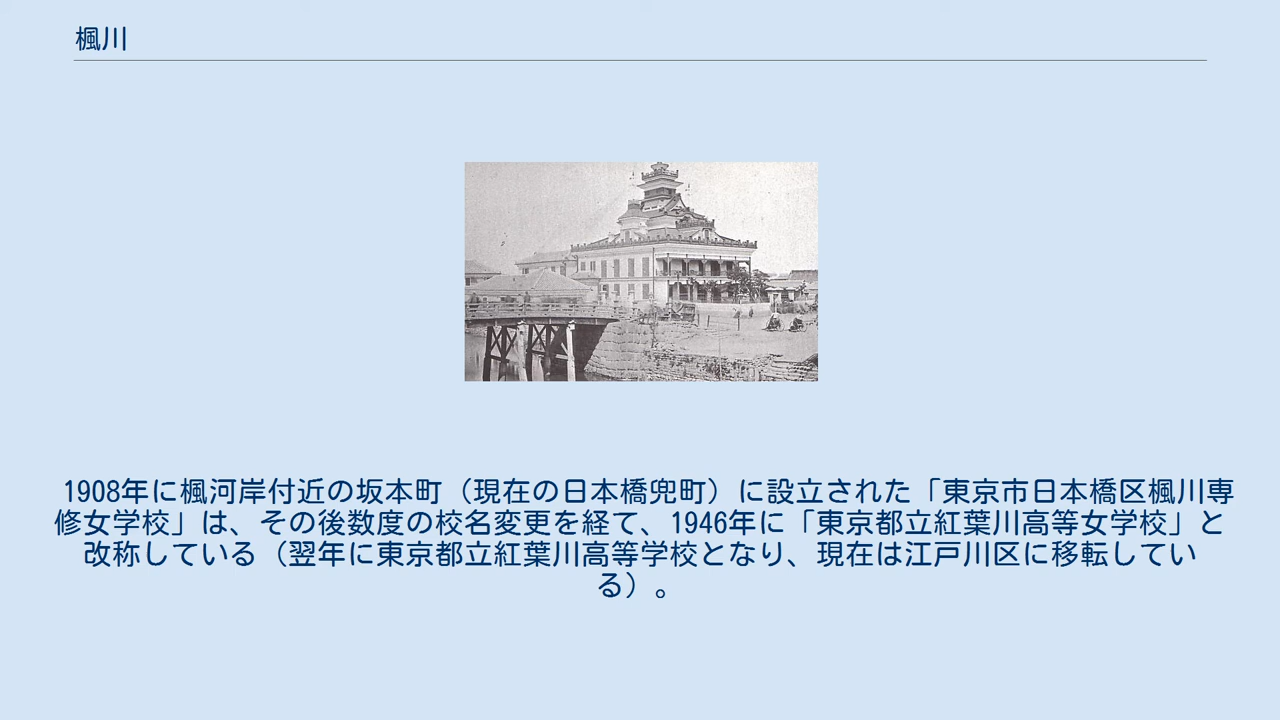 楓川
1908年に楓河岸付近の坂本町（現在の日本橋兜町）に設立された「東京市日本橋区楓川専
修女学校」は、その後数度の校名変更を経て、1946年に「東京都立紅葉川高等女学校」と
改称している（翌年に東京都立紅葉川高等学校となり、現在は江戸川区に移転してい
る）。